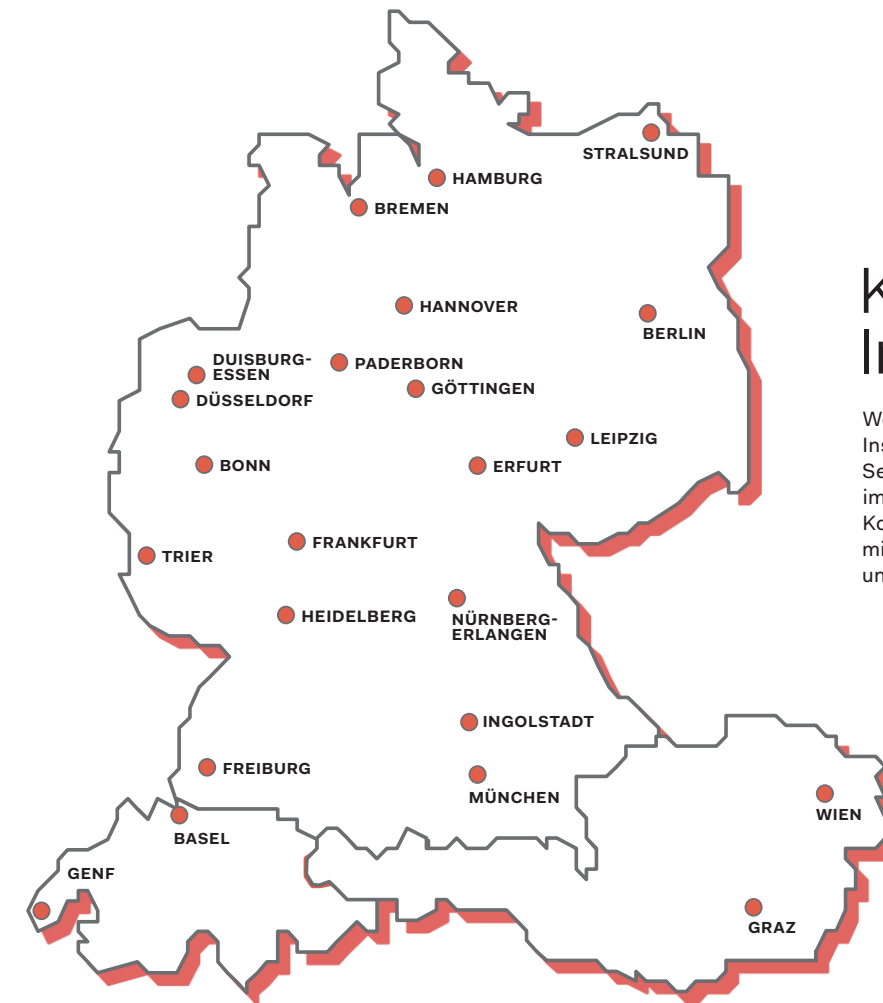 STRALSUND
HAMBURG
BREMEN
HANNOVER
BERLIN
DUISBURG-
ESSEN
PADERBORN
DÜSSELDORF
GÖTTINGEN
LEIPZIG
BONN
ERFURT
FRANKFURT
TRIER
HEIDELBERG
NÜRNBERG-
ERLANGEN
INGOLSTADT
FREIBURG
MÜNCHEN
WIEN
BASEL
GENF
GRAZ